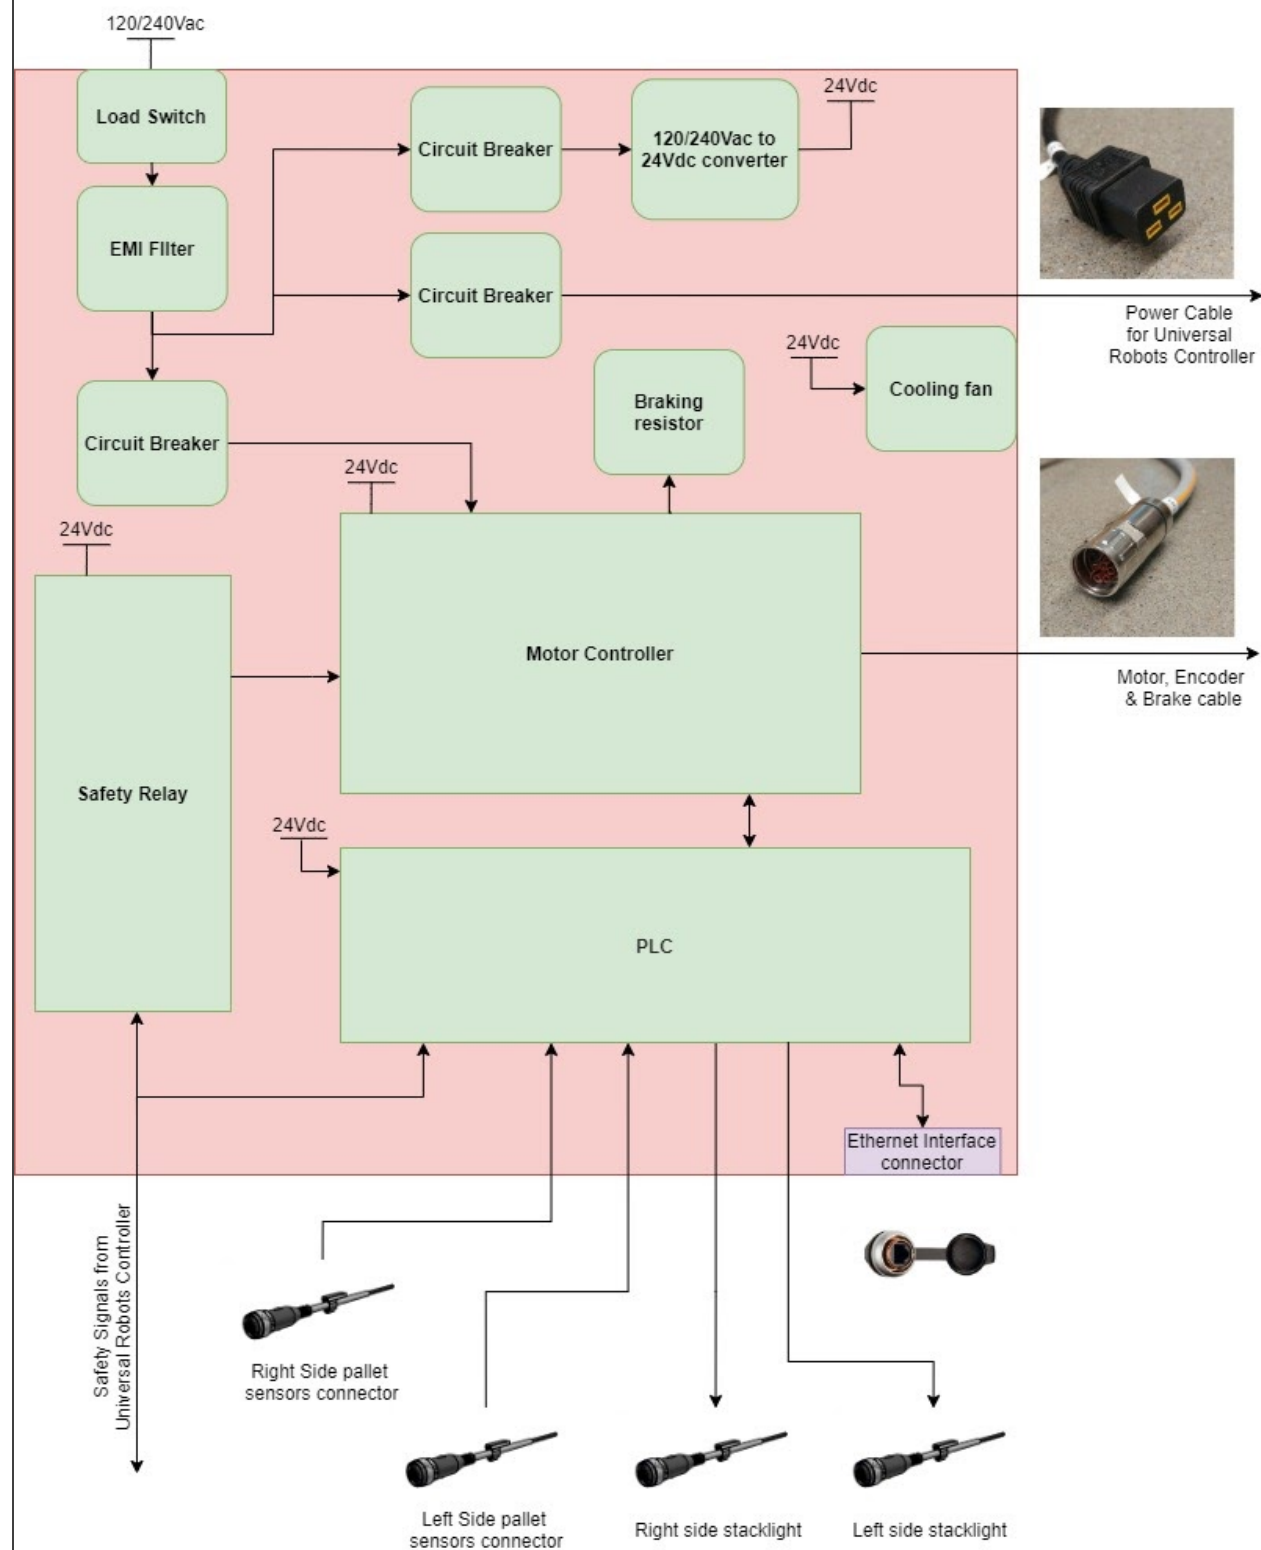 120/240Vac
Load Switch
EMI FIlter
Circuit Breaker
120/240Vac to
24Vdc converter
24Vdc
Circuit Breaker
Power Cable
for Universal
Robots Controller
24Vdc
Cooling fan
Braking
resistor
Circuit Breaker
24Vdc
24Vdc
Motor Controller
Motor, Encoder
& Brake cable
Safety Relay
24Vdc
PLC
Ethernet Interface
connector
Safety Signals from
Universal Robots Controller
Right Side pallet
sensors connector
Left Side pallet
sensors connector
Right side stacklight
Left side stacklight